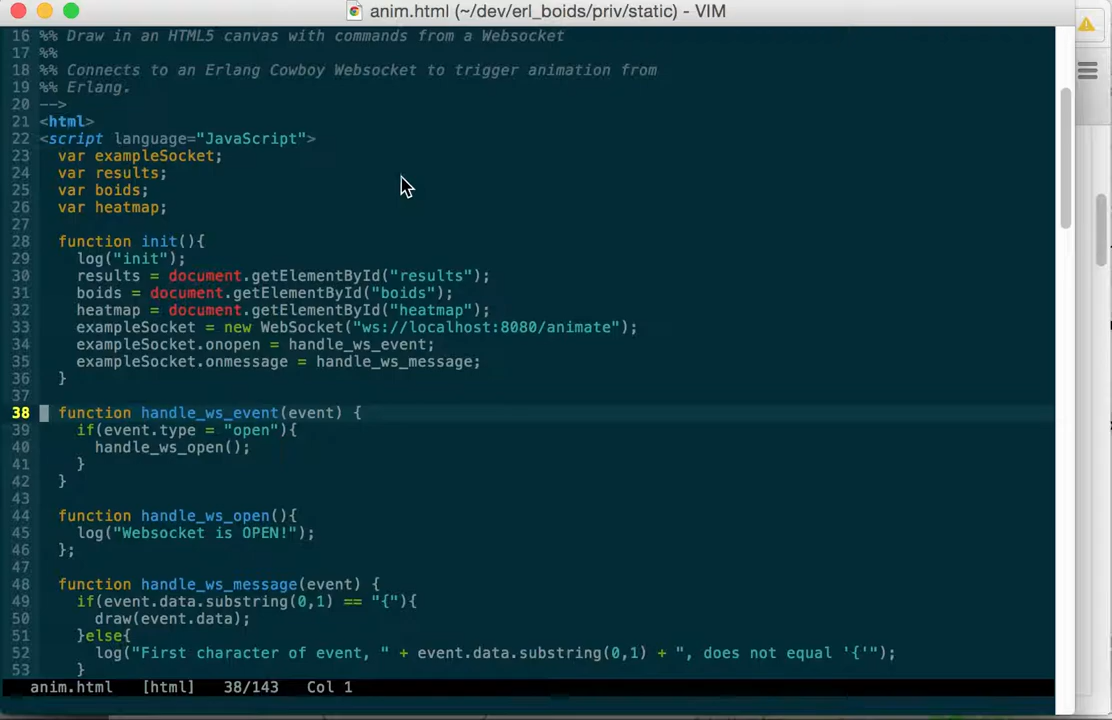 anim.html (~/dev/erl_boids/priv/static) - VIM
16 %% Draw in an HTML5 canvas with commands from a Websocket
17 %%
18 %% Connects to an Erlang Cowboy Websocket to trigger animation from
19 %% Erlang.
20 -->
21 <html>
22 <script language="JavaScript">
23   var exampleSocket;
24   var results;
25   var boids;
26   var heatmap;
27
28   function init(){
29     log("init");
30     results = document.getElementById("results");
31     boids = document.getElementById("boids");
32     heatmap = document.getElementById("heatmap");
33     exampleSocket = new WebSocket("ws://localhost:8080/animate");
34     exampleSocket.onopen = handle_ws_event;
35     exampleSocket.onmessage = handle_ws_message;
36   }
37
38   function handle_ws_event(event) {
39     if(event.type = "open"){
40       handle_ws_open();
41     }
42   }
43
44   function handle_ws_open(){
45     log("Websocket is OPEN!");
46   };
47
48   function handle_ws_message(event) {
49     if(event.data.substring(0,1) == "{"){
50       draw(event.data);
51     }else{
52       log("First character of event, " + event.data.substring(0,1) + ", does not equal '{'");
53     }
anim.html [html] 38/143 Col 1